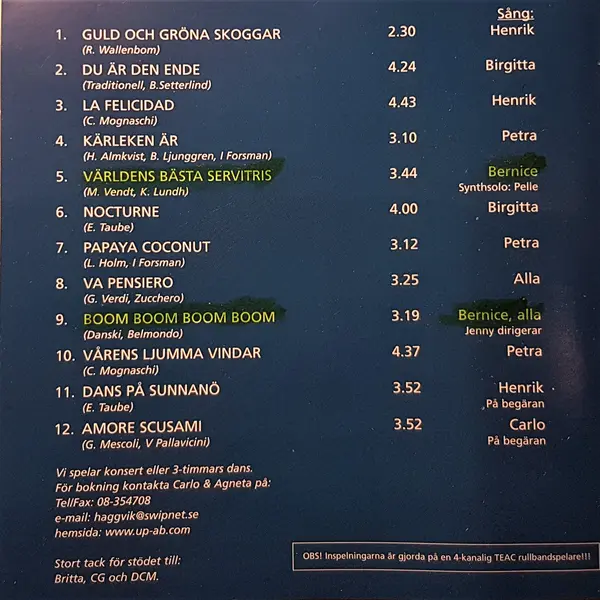 Sång:
1. GULD OCH GRÖNA SKOGGAR 2.30 Henrik
(R. Wallenbom)
2. DU ÄR DEN ENDE 4.24 Birgitta
(Traditionell, B.Setterlind)
3. LA FELICIDAD 4.43 Henrik
(C. Mognaschi)
4. KÄRLEKEN ÄR 3.10 Petra
(H. Almkvist, B. Ljunggren, I Forsman)
5. VÄRLDENS BÄSTA SERVITRIS 3.44 Bernice
(M. Vendt, K. Lundh) Synthsolo: Pelle
6. NOCTURNE 4.00 Birgitta
(E. Taube)
7. PAPAYA COCONUT 3.12 Petra
(L. Holm, I Forsman)
8. VA PENSIERO 3.25 Alla
(G. Verdi, Zucchero)
9. BOOM BOOM BOOM BOOM 3.19 Bernice, alla
(Danski, Belmondo) Jenny dirigerar
10. VÅRENS LJUMMA VINDAR 4.37 Petra
(C. Mognaschi)
11. DANS PÅ SUNNANÖ 3.52 Henrik
(E. Taube) På begäran
12. AMORE SCUSAMI 3.52 Carlo
(G. Mescoli, V Pallavicini) På begäran
Vi spelar konsert eller 3-timmars dans.
För bokning kontakta Carlo & Agneta på:
TellFax: 08-354708
e-mail: haggvik@swipnet.se
hemsida: www.up-ab.com
OBS! Inspelningarna är gjorda på en 4-kanalig TEAC rullbandspelare!!!
Stort tack för stödet till:
Britta, CG och DCM.